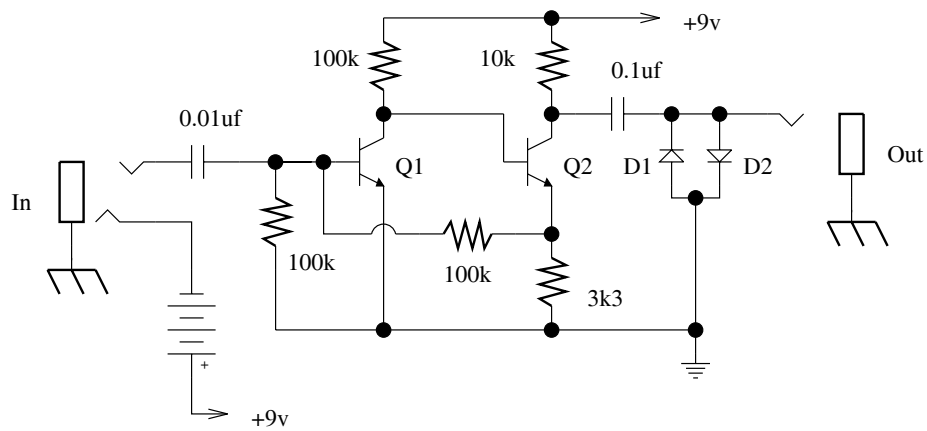 +9v
100k
10k
0.1uf
0.01uf
Q1
Q2
D1
D2
Out
In
100k
100k
3k3
+
+9v